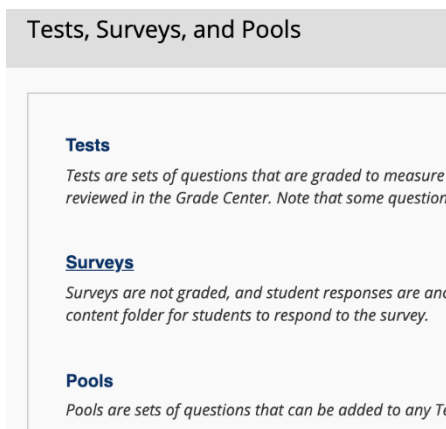 Tests, Surveys, and Pools
Tests
Tests are sets of questions that are graded to measure
reviewed in the Grade Center. Note that some question
Surveys
Surveys are not graded, and student responses are
content folder for students to respond to the survey.
Pools
Pools are sets of questions that can be added to any